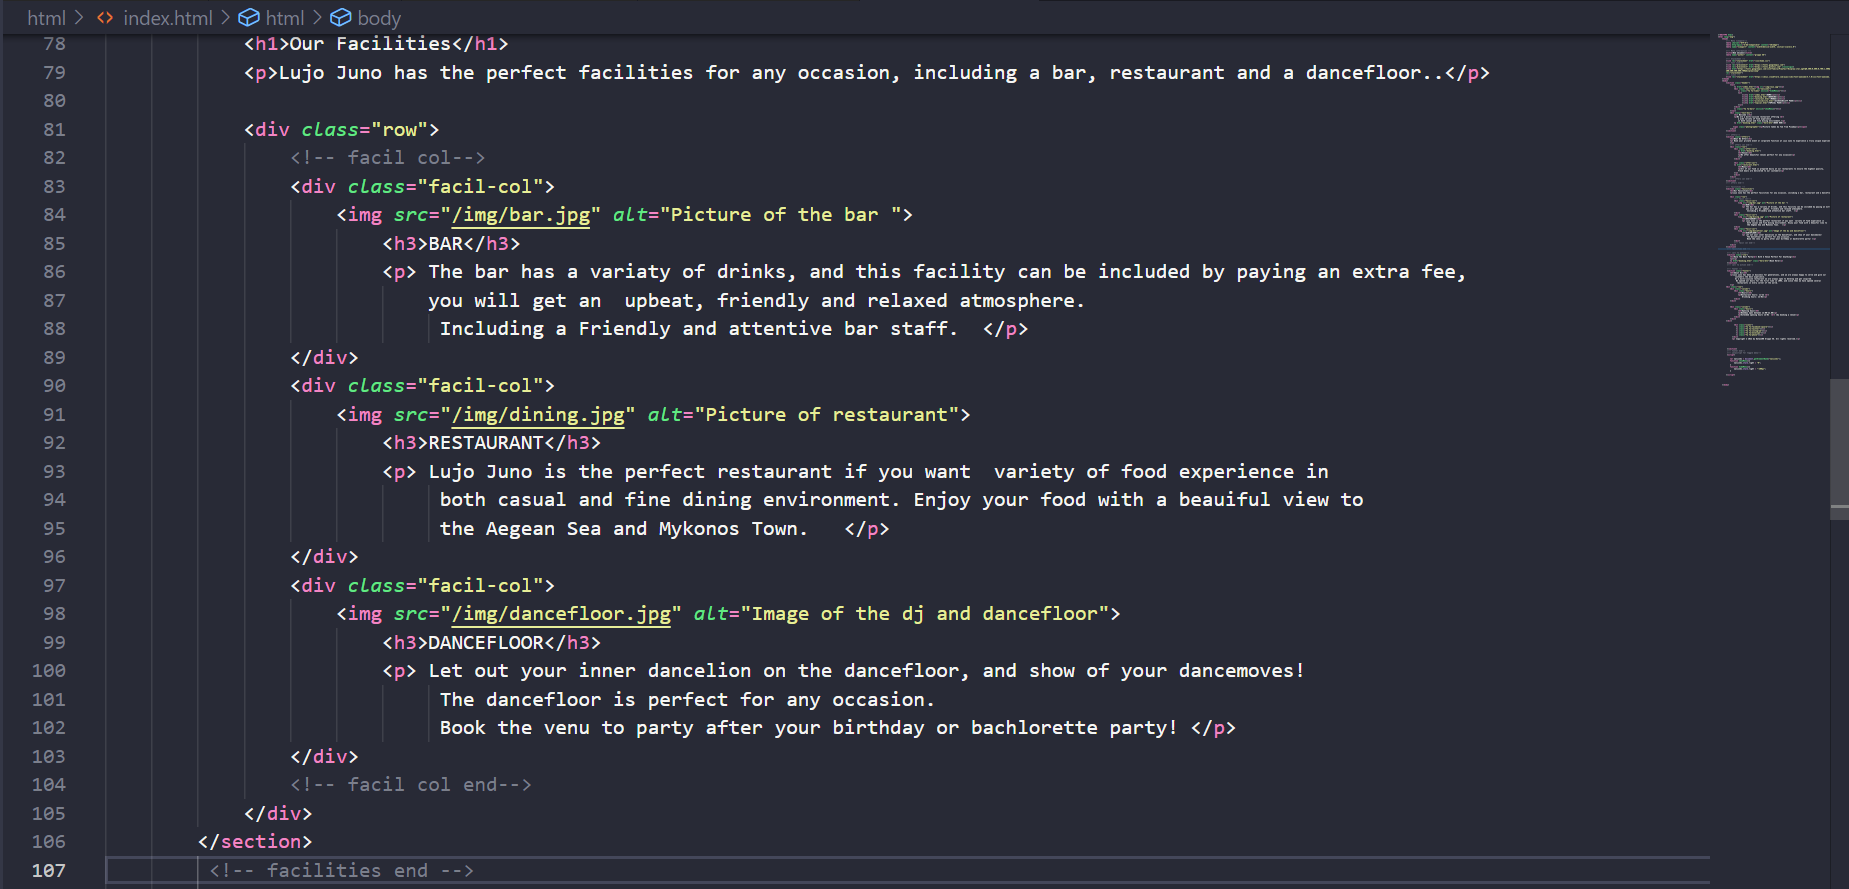 html > <> index.html > html > body
78 <h1>Our Facilities</h1>
79 <p>Lujo Juno has the perfect facilities for any occasion, including a bar, restaurant and a dancefloor..</p>
80
81 <div class="row">
82 <!-- facil col-->
83 <div class="facil-col">
84 <img src="/img/bar.jpg" alt="Picture of the bar ">
85 <h3>BAR</h3>
86 <p> The bar has a variaty of drinks, and this facility can be included by paying an extra fee,
87 you will get an  upbeat, friendly and relaxed atmosphere.
88 Including a Friendly and attentive bar staff.  </p>
89 </div>
90 <div class="facil-col">
91 <img src="/img/dining.jpg" alt="Picture of restaurant">
92 <h3>RESTAURANT</h3>
93 <p> Lujo Juno is the perfect restaurant if you want  variety of food experience in
94 both casual and fine dining environment. Enjoy your food with a beauiful view to
95 the Aegean Sea and Mykonos Town.   </p>
96 </div>
97 <div class="facil-col">
98 <img src="/img/dancefloor.jpg" alt="Image of the dj and dancefloor">
99 <h3>DANCEFLOOR</h3>
100 <p> Let out your inner dancelion on the dancefloor, and show of your dancemoves!
101 The dancefloor is perfect for any occasion.
102 Book the venu to party after your birthday or bachlorette party! </p>
103 </div>
104 <!-- facil col end-->
105 </div>
106 </section>
107 <!-- facilities end -->